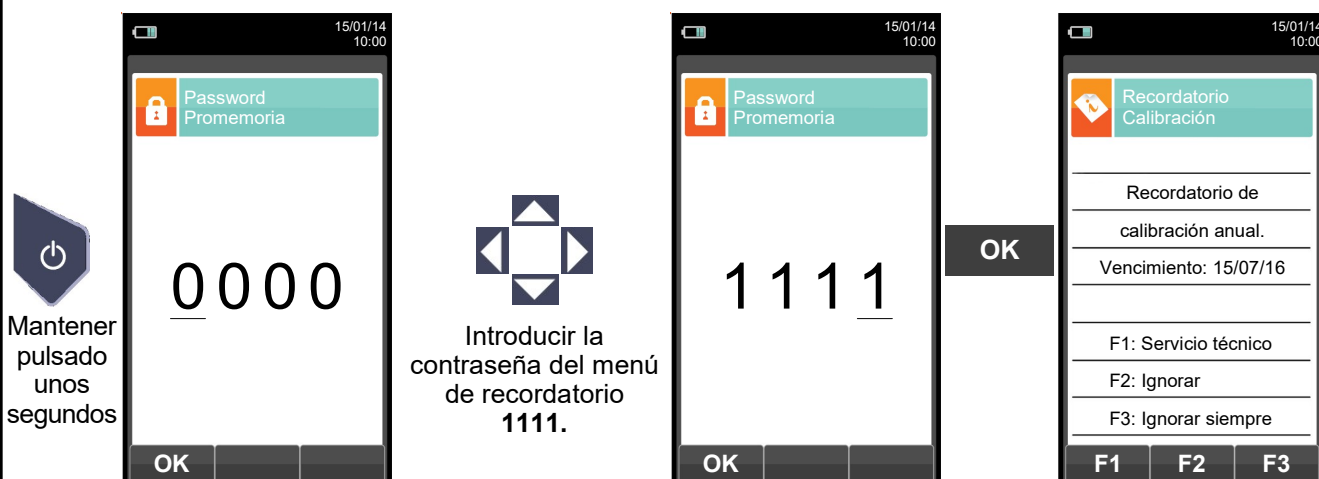 Mantener
pulsado
unos
segundos
15/01/14
10:00
Password
Promemoria
0000
OK
Introducir la
contraseña del menú
de recordatorio
1111.
15/01/14
10:00
Password
Promemoria
1111
OK
OK
15/01/14
10:00
Recordatorio
Calibración
Recordatorio de
calibración anual.
Vencimiento: 15/07/16
F1: Servicio técnico
F2: Ignorar
F3: Ignorar siempre
F1 F2 F3